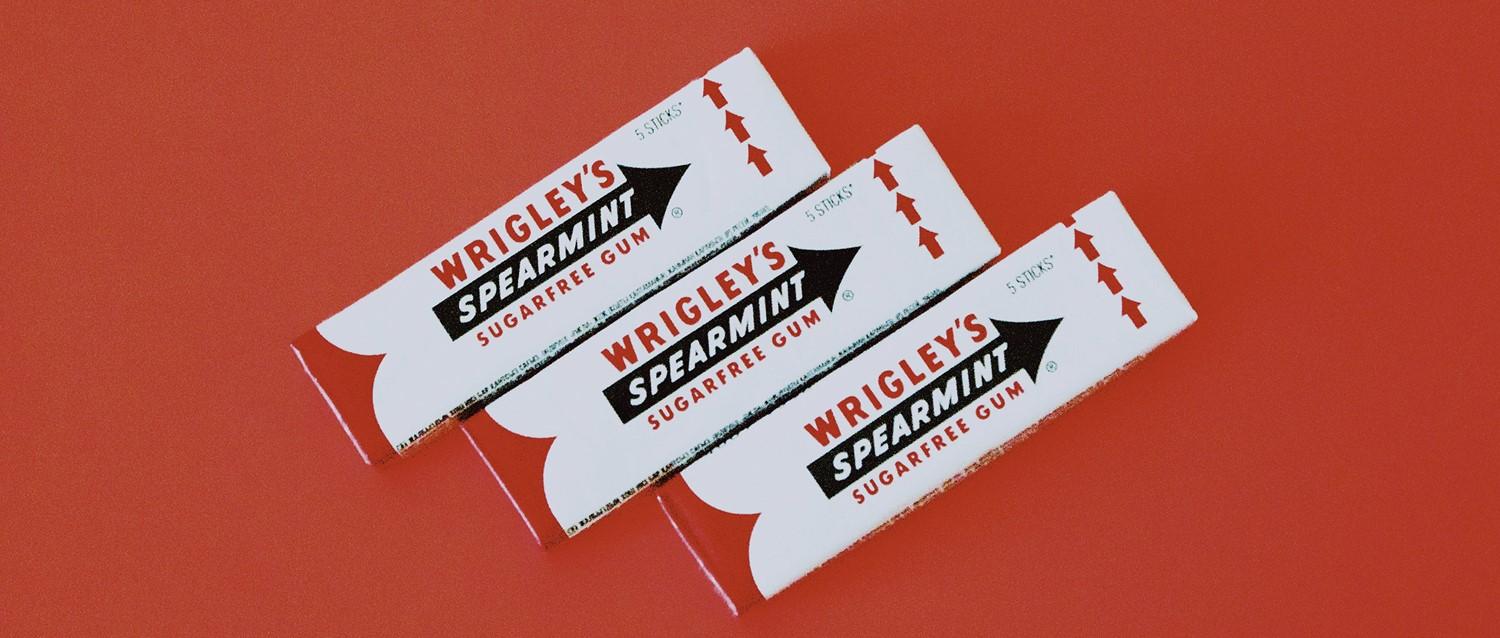 5 STICKS*
WRIGLEY'S
SPEARMINT
®
SUGARFREE GUM
5 STICKS*
WRIGLEY'S
SPEARMINT
®
SUGARFREE GUM
5 STICKS*
WRIGLEY'S
SPEARMINT
®
SUGARFREE GUM